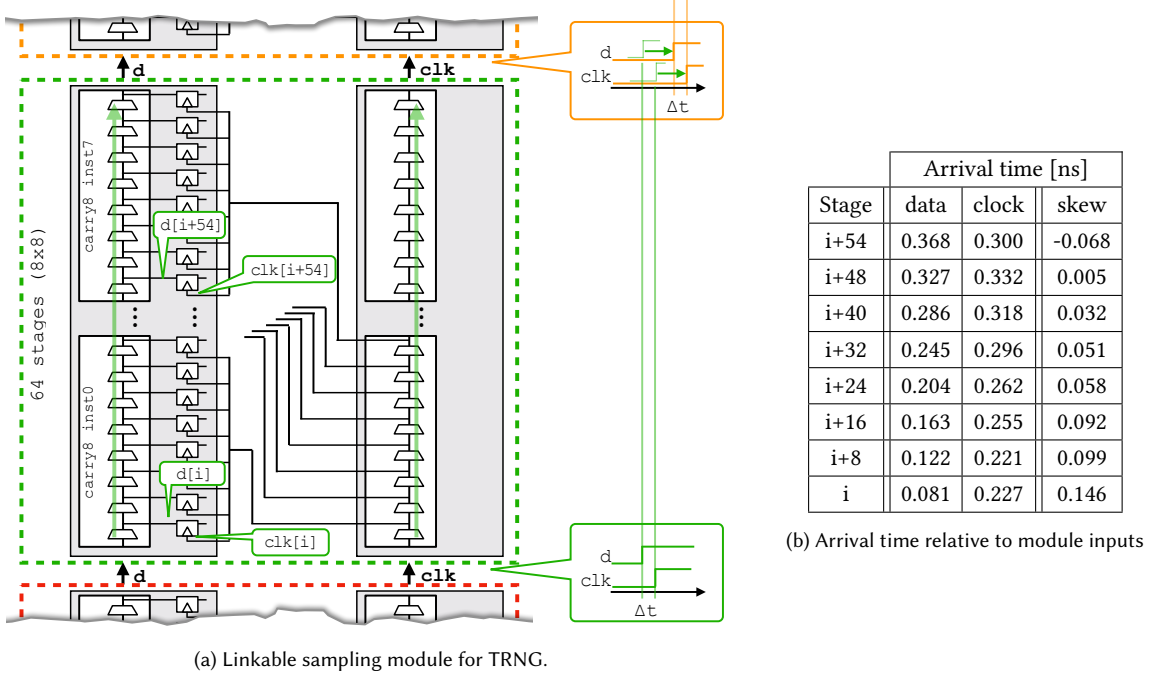 d
clk
d
clk
Δt
64 stages (8x8)
carry8 inst7
d[i+54]
clk[i+54]
carry8 inst0
d[i]
clk[i]
d
clk
Δt
d
clk
(a) Linkable sampling module for TRNG.
Arrival time [ns]
Stage data clock skew
i+54 0.368 0.300 -0.068
i+48 0.327 0.332 0.005
i+40 0.286 0.318 0.032
i+32 0.245 0.296 0.051
i+24 0.204 0.262 0.058
i+16 0.163 0.255 0.092
i+8 0.122 0.221 0.099
i 0.081 0.227 0.146
(b) Arrival time relative to module inputs